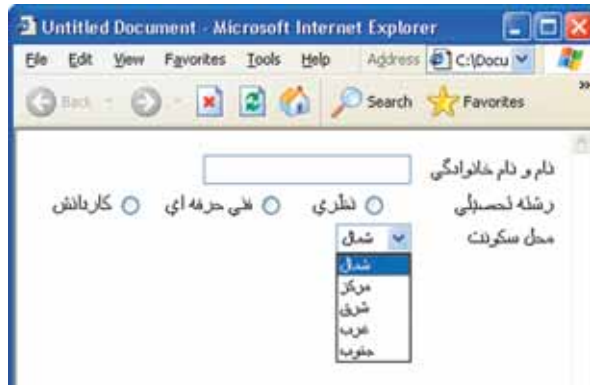 Untitled Document - Microsoft Internet Explorer
File Edit View Favorites Tools Help Address C:\Docu
Back Search Favorites »
نام و نام خانوادگی
رشته تحصیلی نظری فنی حرفه ای کاردانش
محل سکونت شمال
شمال
مرکز
شرق
غرب
جنوب